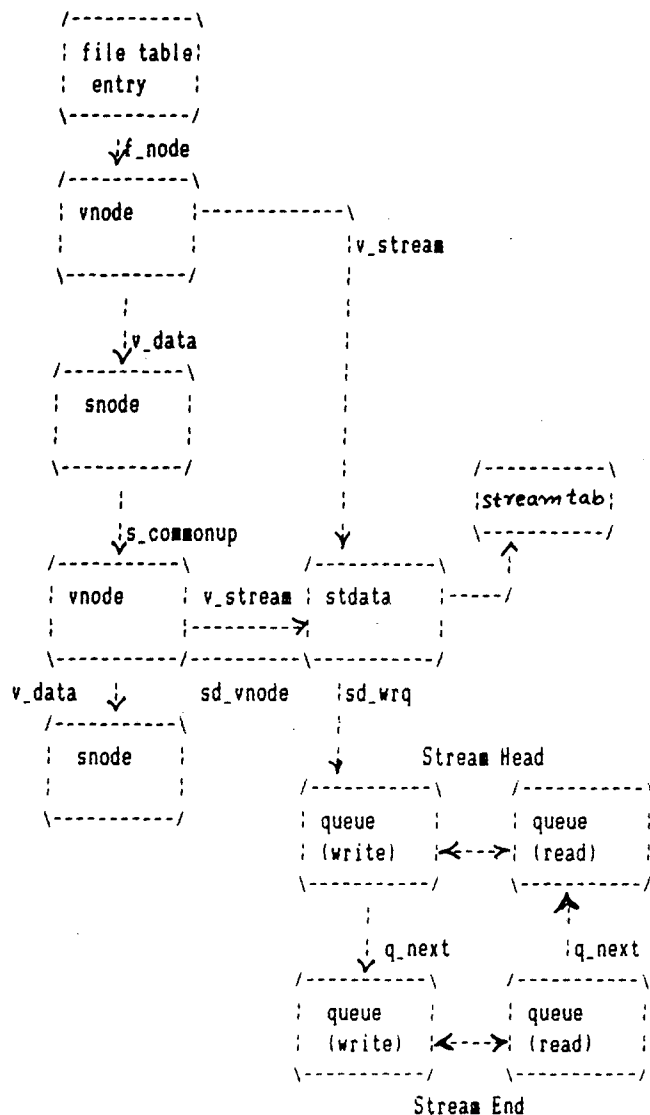 file table
entry
f_node
vnode
v_stream
v_data
snode
streamtab
s_commonvp
vnode
v_stream
stdata
v_data
sd_vnode
sd_wrq
snode
Stream Head
queue
(write)
queue
(read)
q_next
q_next
queue
(write)
queue
(read)
Stream End